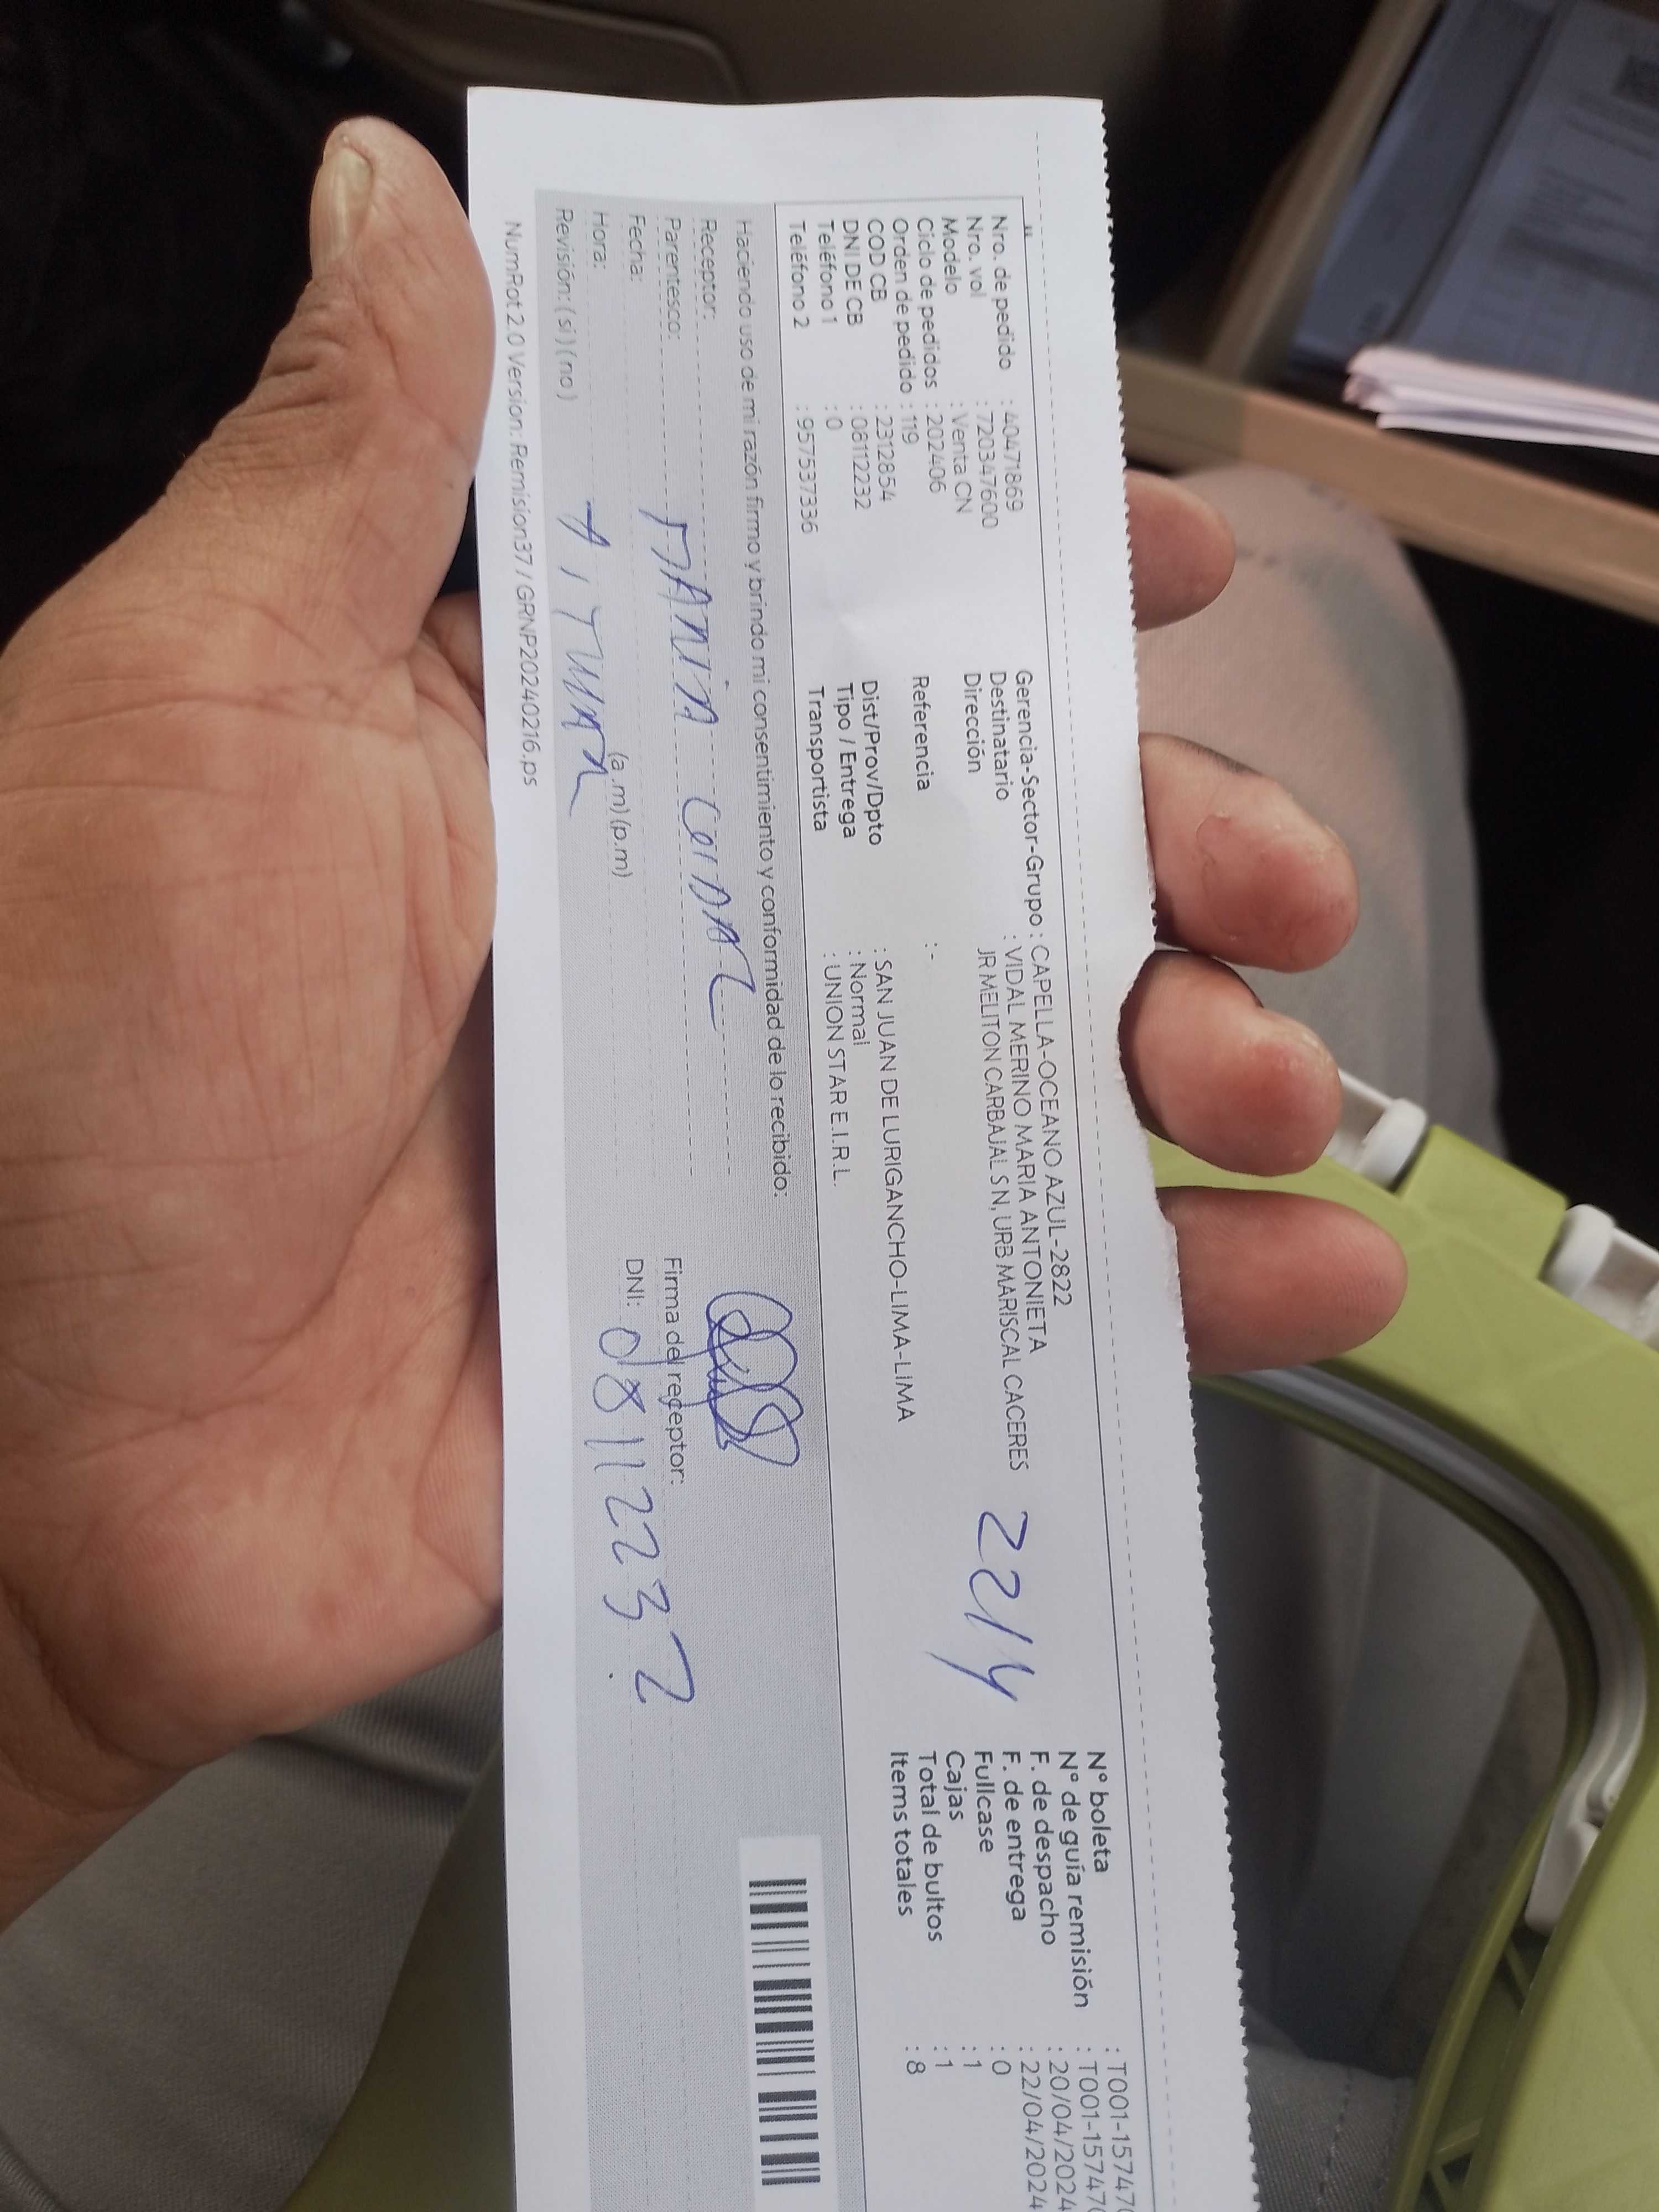 Nro. de pedido : 40471869
Nro. vol : 720347600
Modelo : Venta CN
Ciclo de pedidos : 202406
Orden de pedido : 119
COD CB : 2312854
DNI DE CB : 08112232
Teléfono 1 : 0
Teléfono 2 : 957537336
Gerencia-Sector-Grupo : CAPELLA-OCEANO AZUL-2822
Destinatario : VIDAL MERINO MARIA ANTONIETA
Dirección JR MELITON CARBAJAL SN, URB MARISCAL CACERES
2214
Referencia : -
Dist/Prov/Dpto : SAN JUAN DE LURIGANCHO-LIMA-LIMA
Tipo / Entrega : Normal
Transportista : UNION STAR E.I.R.L.
N° boleta : T001-15747
N° de guía remisión : T001-15747
F. de despacho : 20/04/2024
F. de entrega : 22/04/2024
Fullcase : 0
Cajas : 1
Total de bultos : 1
Items totales : 8
Haciendo uso de mi razón firmo y brindo mi consentimiento y conformidad de lo recibido:
Receptor:
Parentesco:
Fecha:
Hora: (a.m) (p.m)
Revisión: (si) (no)
Firma del receptor:
DNI: 08112232
NumRot 2.0 Version: Remision37 / GRNP20240216.ps